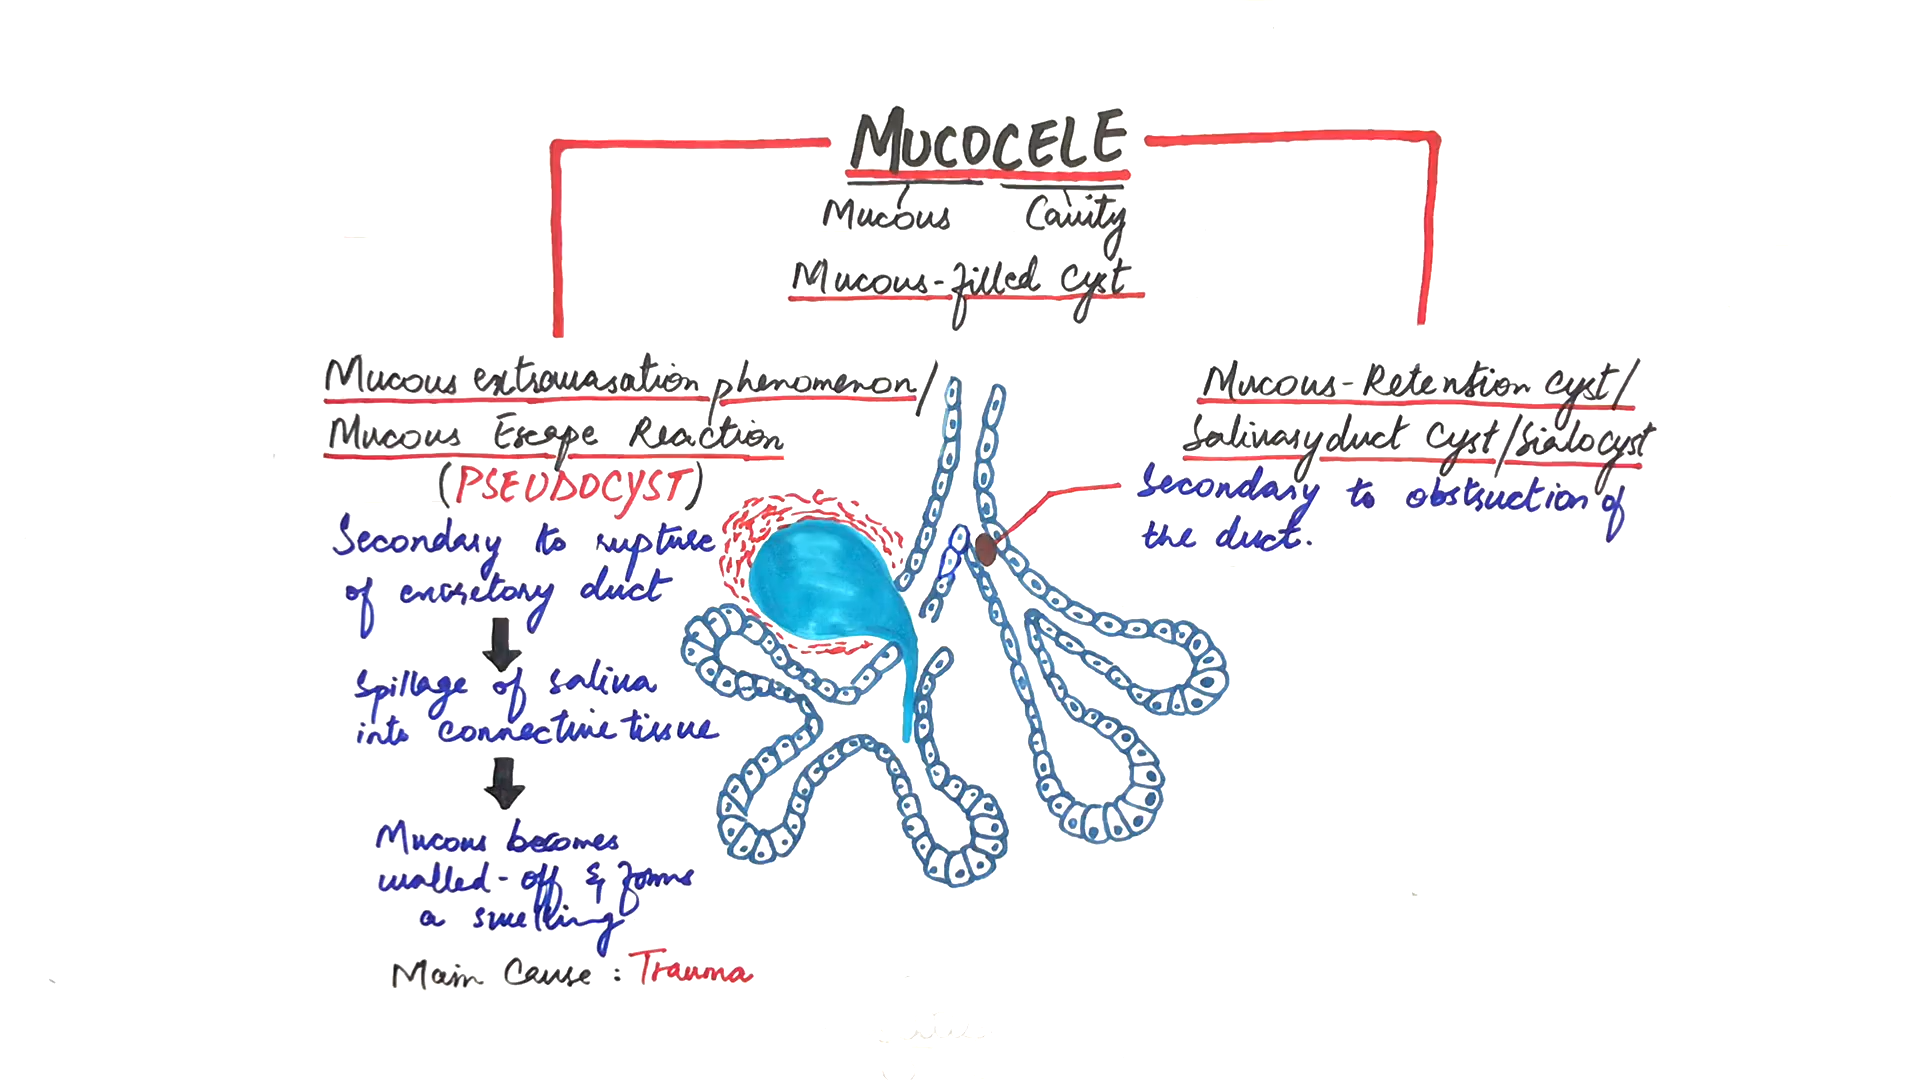 MUCOCELE
Mucous Cavity
Mucous-filled Cyst
Mucous extravasation phenomenon/
Mucous Escape Reaction
(PSEUDOCYST)
Secondary to rupture
of excretory duct
Spillage of saliva
into connective tissue
Mucous becomes
walled-off & forms
a swelling
Main Cause : Trauma
Mucous-Retention Cyst/
Salivary duct Cyst/Sialocyst
Secondary to obstruction of
the duct.